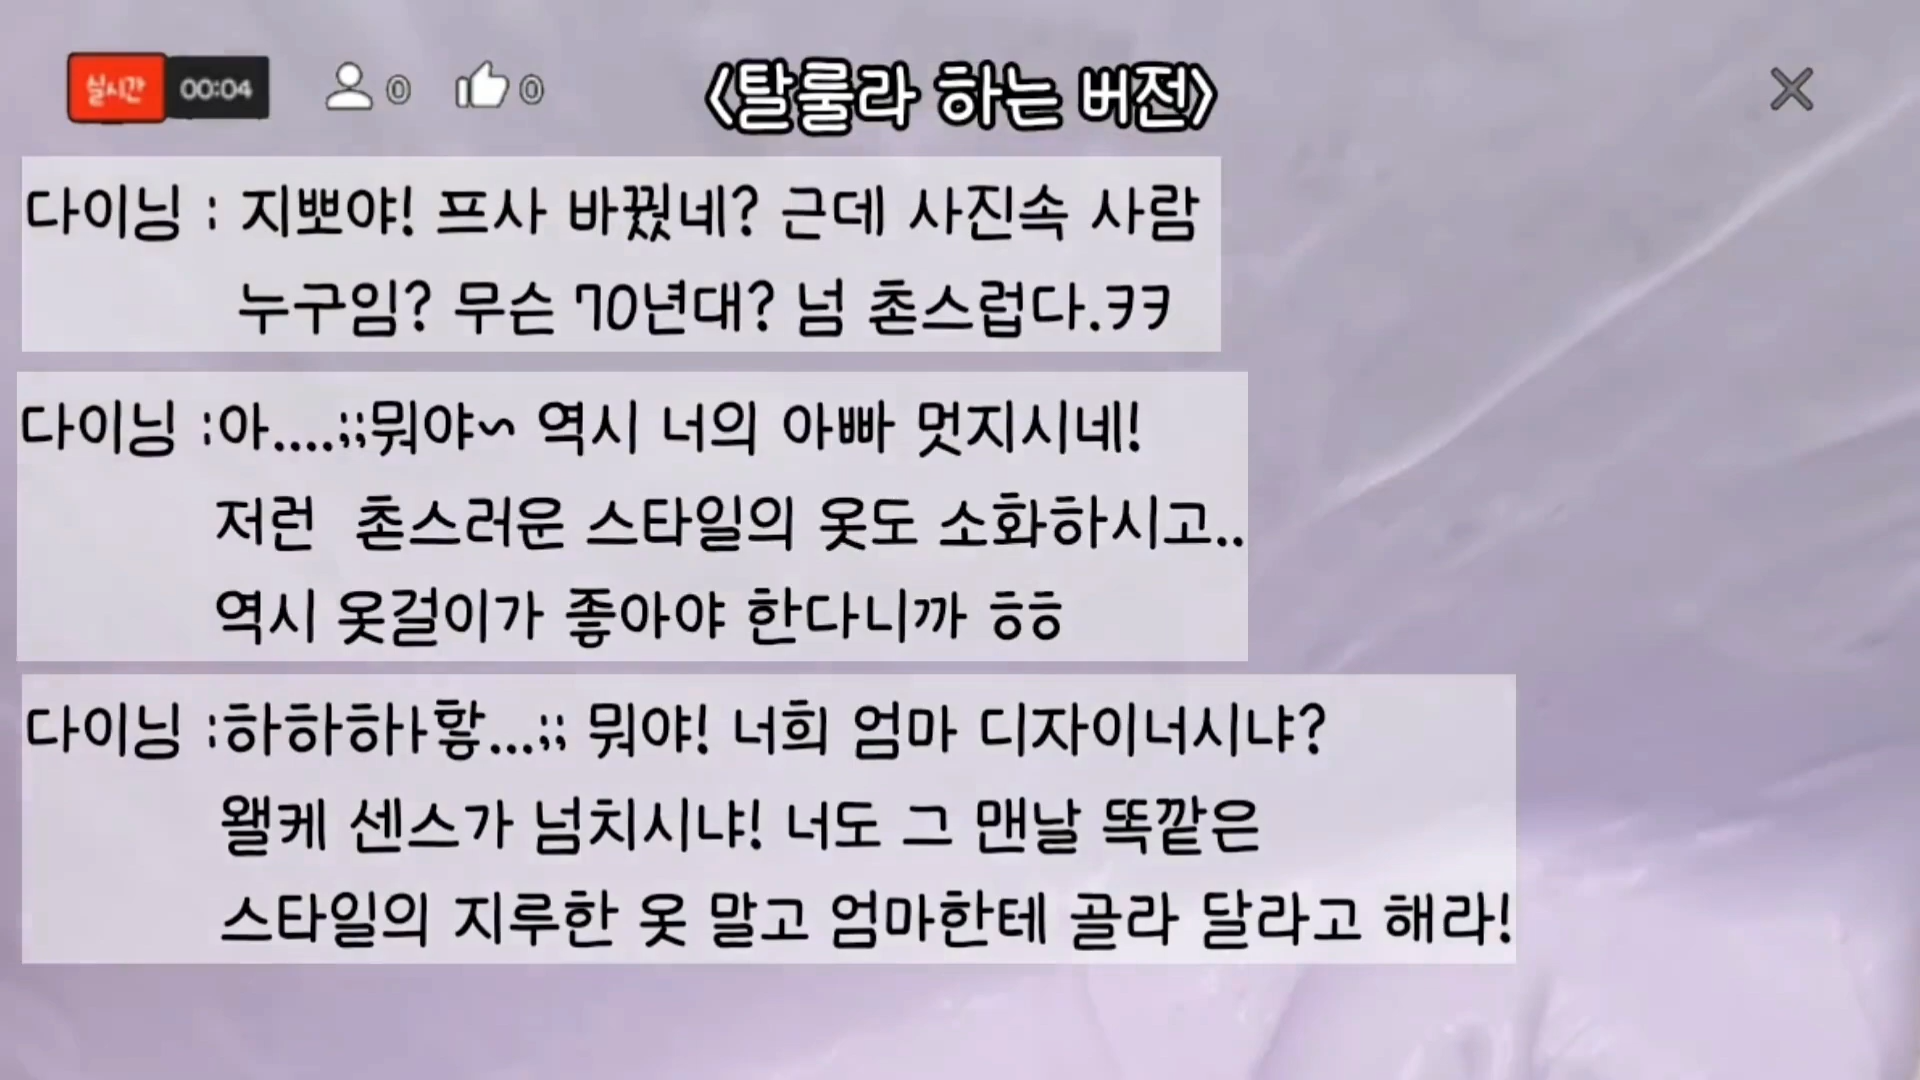 실시간 00:04 0 0
<탈룰라 하는 버전>
다이닝 : 지뽀야! 프사 바꿨네? 근데 사진속 사람
누구임? 무슨 70년대? 넘 촌스럽다.ㅋㅋ
다이닝 :아....;;뭐야~ 역시 너의 아빠 멋지시네!
저런 촌스러운 스타일의 옷도 소화하시고..
역시 옷걸이가 좋아야 한다니까 ㅎㅎ
다이닝 :하하하ㅏ핳...;; 뭐야! 너희 엄마 디자이너시냐?
왤케 센스가 넘치시냐! 너도 그 맨날 똑같은
스타일의 지루한 옷 말고 엄마한테 골라 달라고 해라!